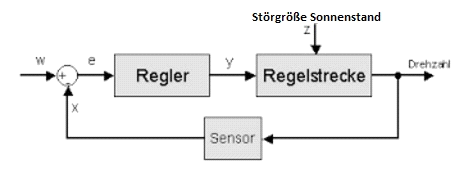 Störgröße Sonnenstand
z
w
+
-
e
Regler
y
Regelstrecke
Drehzahl
x
Sensor